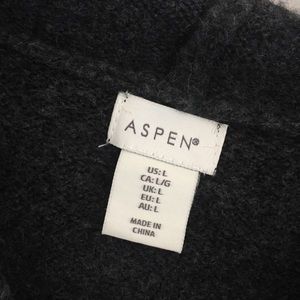 ASPEN®
US: L
CA: L/G
UK: L
EU: L
AU: L
MADE IN
CHINA